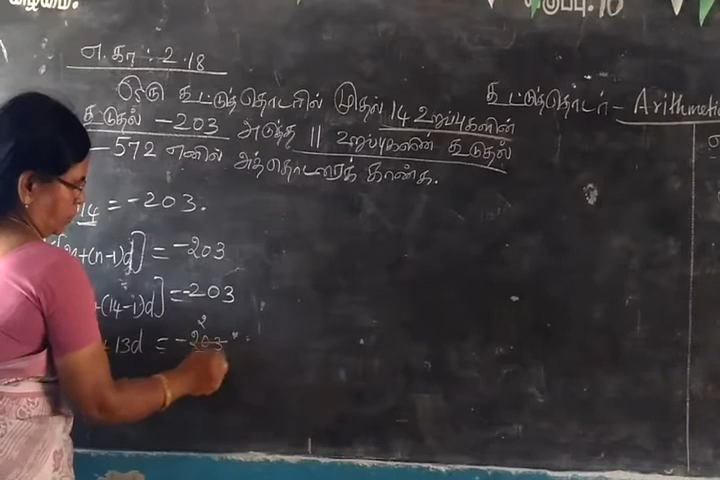 எ. கா : 2.18
ஒரு கூட்டுத்தொடரில் முதல் 14 உறுப்புகளின்
கூடுதல் -203 அடுத்த 11 உறுப்புகளின் கூடுதல்
-572 எனில் அத்தொடரைக் காண்க.
14 = -203.
+(n-1)d] = -203
+(14-1)d] = -203
+ 13d = -203
2
கூட்டுத்தொடர் - Arithmetic